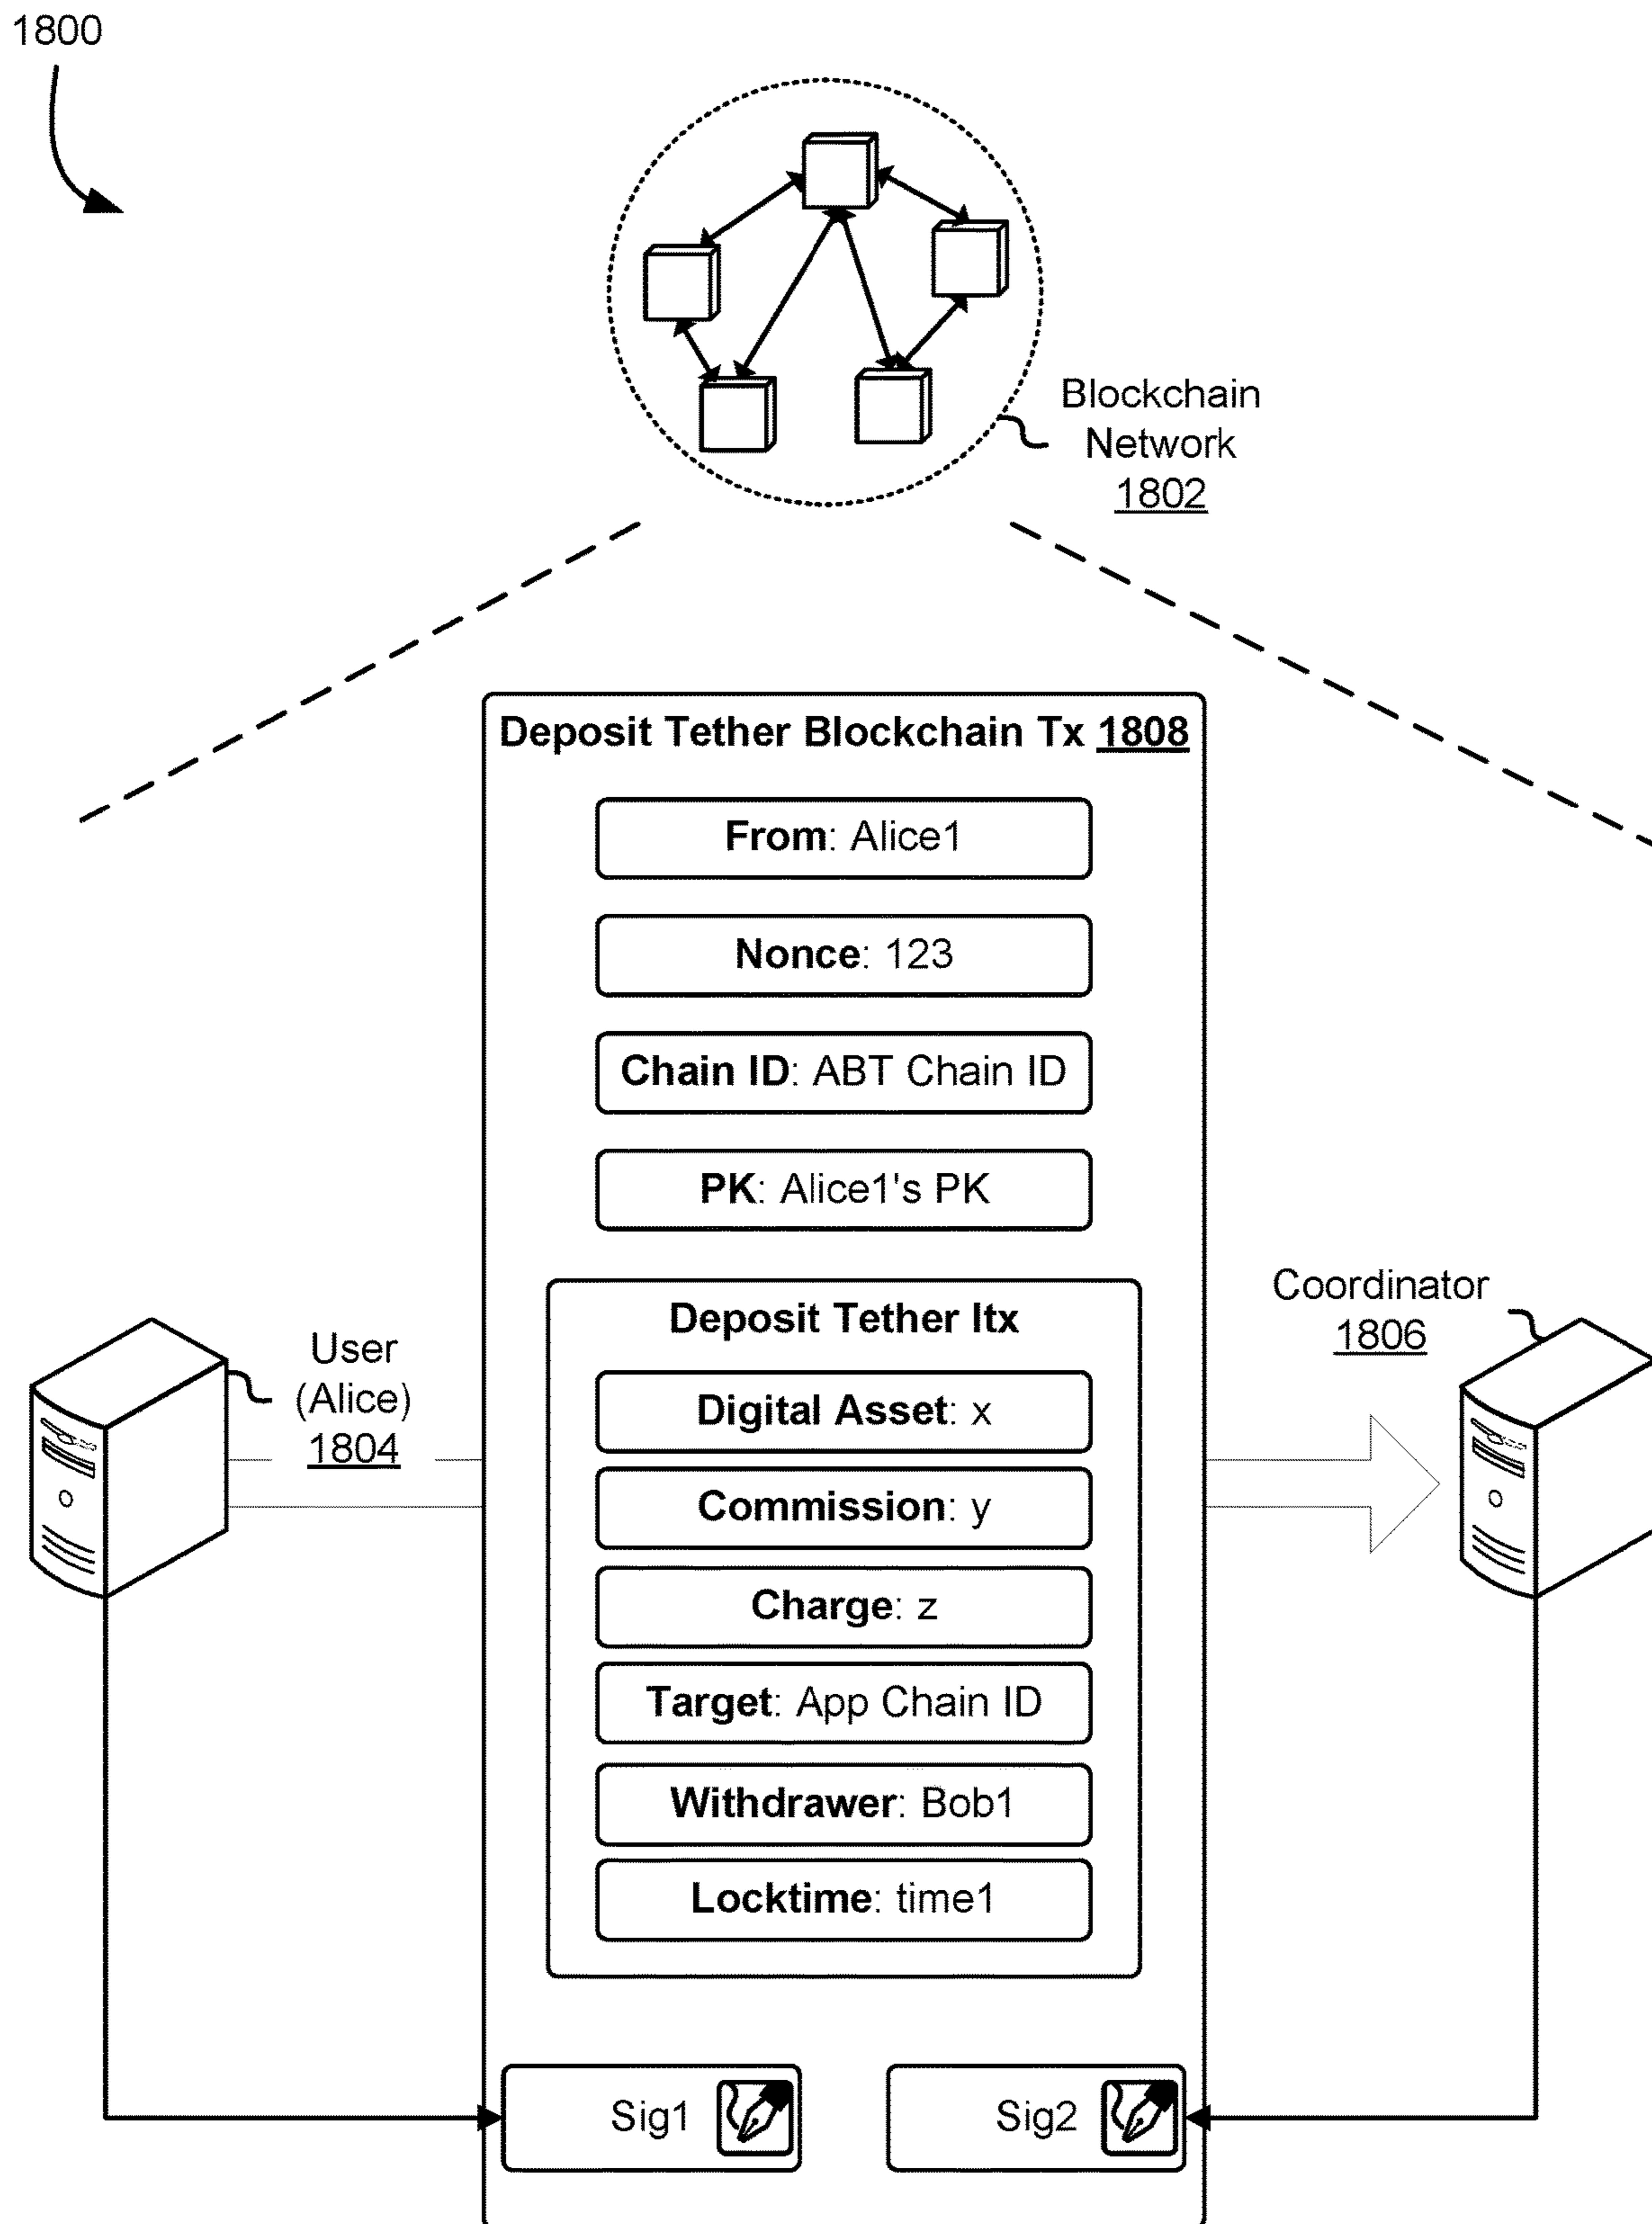 1800
Blockchain
Network
1802
Deposit Tether Blockchain Tx 1808
From: Alice1
Nonce: 123
Chain ID: ABT Chain ID
PK: Alice1's PK
Deposit Tether Itx
Digital Asset: x
Commission: y
Charge: z
Target: App Chain ID
Withdrawer: Bob1
Locktime: time1
User
(Alice)
1804
Coordinator
1806
Sig1
Sig2